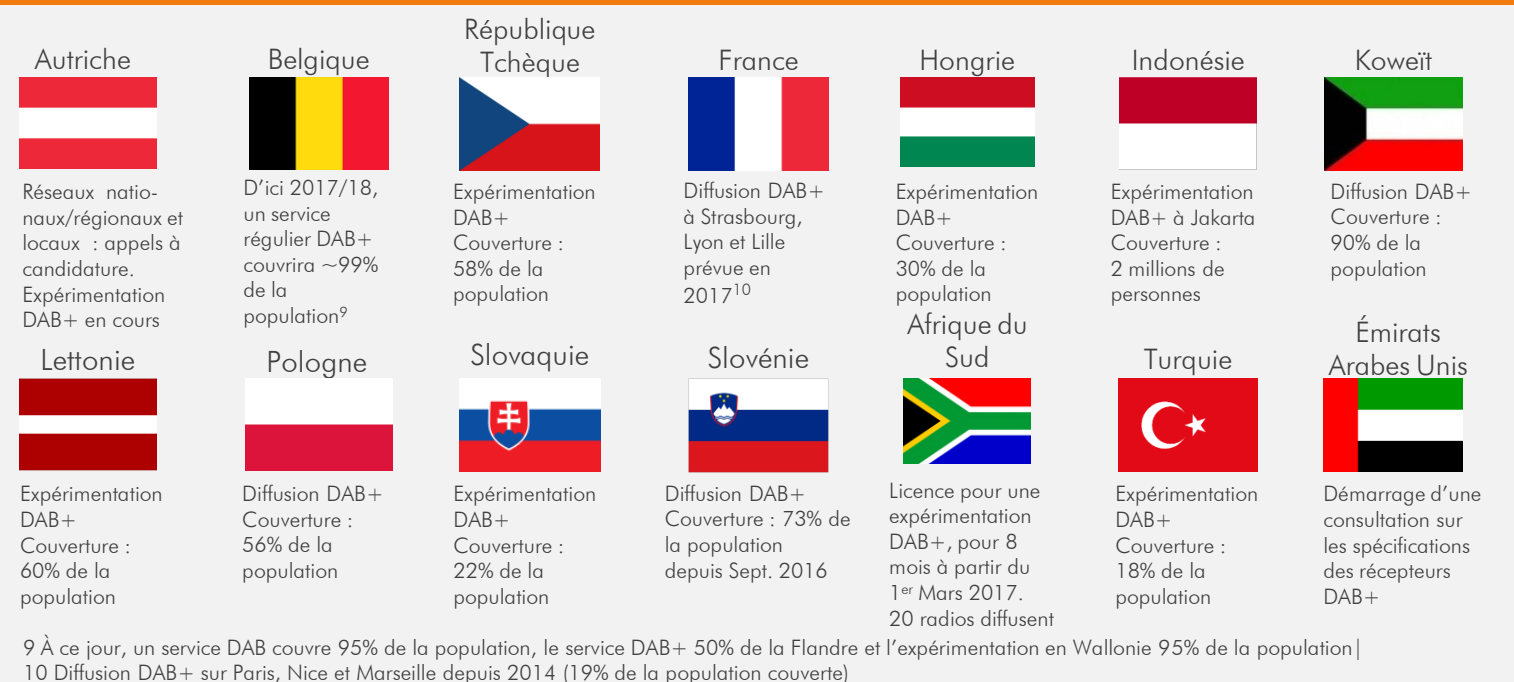 Autriche
Réseaux natio-
naux/régionaux et
locaux : appels à
candidature.
Expérimentation
DAB+ en cours
Belgique
D'ici 2017/18,
un service
régulier DAB+
couvrira ~99%
de la
population⁹
République
Tchèque
Expérimentation
DAB+
Couverture :
58% de la
population
France
Diffusion DAB+
à Strasbourg,
Lyon et Lille
prévue en
2017¹⁰
Hongrie
Expérimentation
DAB+
Couverture :
30% de la
population
Indonésie
Expérimentation
DAB+ à Jakarta
Couverture :
2 millions de
personnes
Koweït
Diffusion DAB+
Couverture :
90% de la
population
Lettonie
Expérimentation
DAB+
Couverture :
60% de la
population
Pologne
Diffusion DAB+
Couverture :
56% de la
population
Slovaquie
Expérimentation
DAB+
Couverture :
22% de la
population
Slovénie
Diffusion DAB+
Couverture : 73% de
la population
depuis Sept. 2016
Afrique du
Sud
Licence pour une
expérimentation
DAB+, pour 8
mois à partir du
1er Mars 2017.
20 radios diffusent
Turquie
Expérimentation
DAB+
Couverture :
18% de la
population
Émirats
Arabes Unis
Démarrage d'une
consultation sur
les spécifications
des récepteurs
DAB+
9 À ce jour, un service DAB couvre 95% de la population, le service DAB+ 50% de la Flandre et l'expérimentation en Wallonie 95% de la population|
10 Diffusion DAB+ sur Paris, Nice et Marseille depuis 2014 (19% de la population couverte)